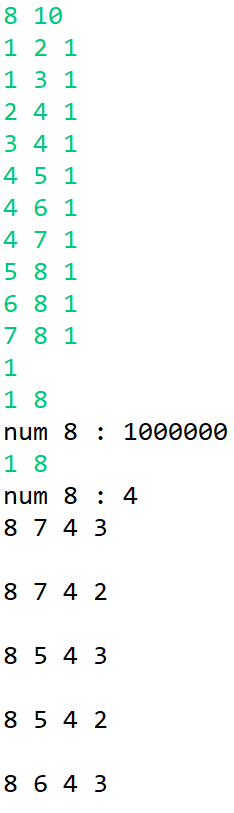 8 10
1 2 1
1 3 1
2 4 1
3 4 1
4 5 1
4 6 1
4 7 1
5 8 1
6 8 1
7 8 1
1
1 8
num 8 : 1000000
1 8
num 8 : 4
8 7 4 3
8 7 4 2
8 5 4 3
8 5 4 2
8 6 4 3